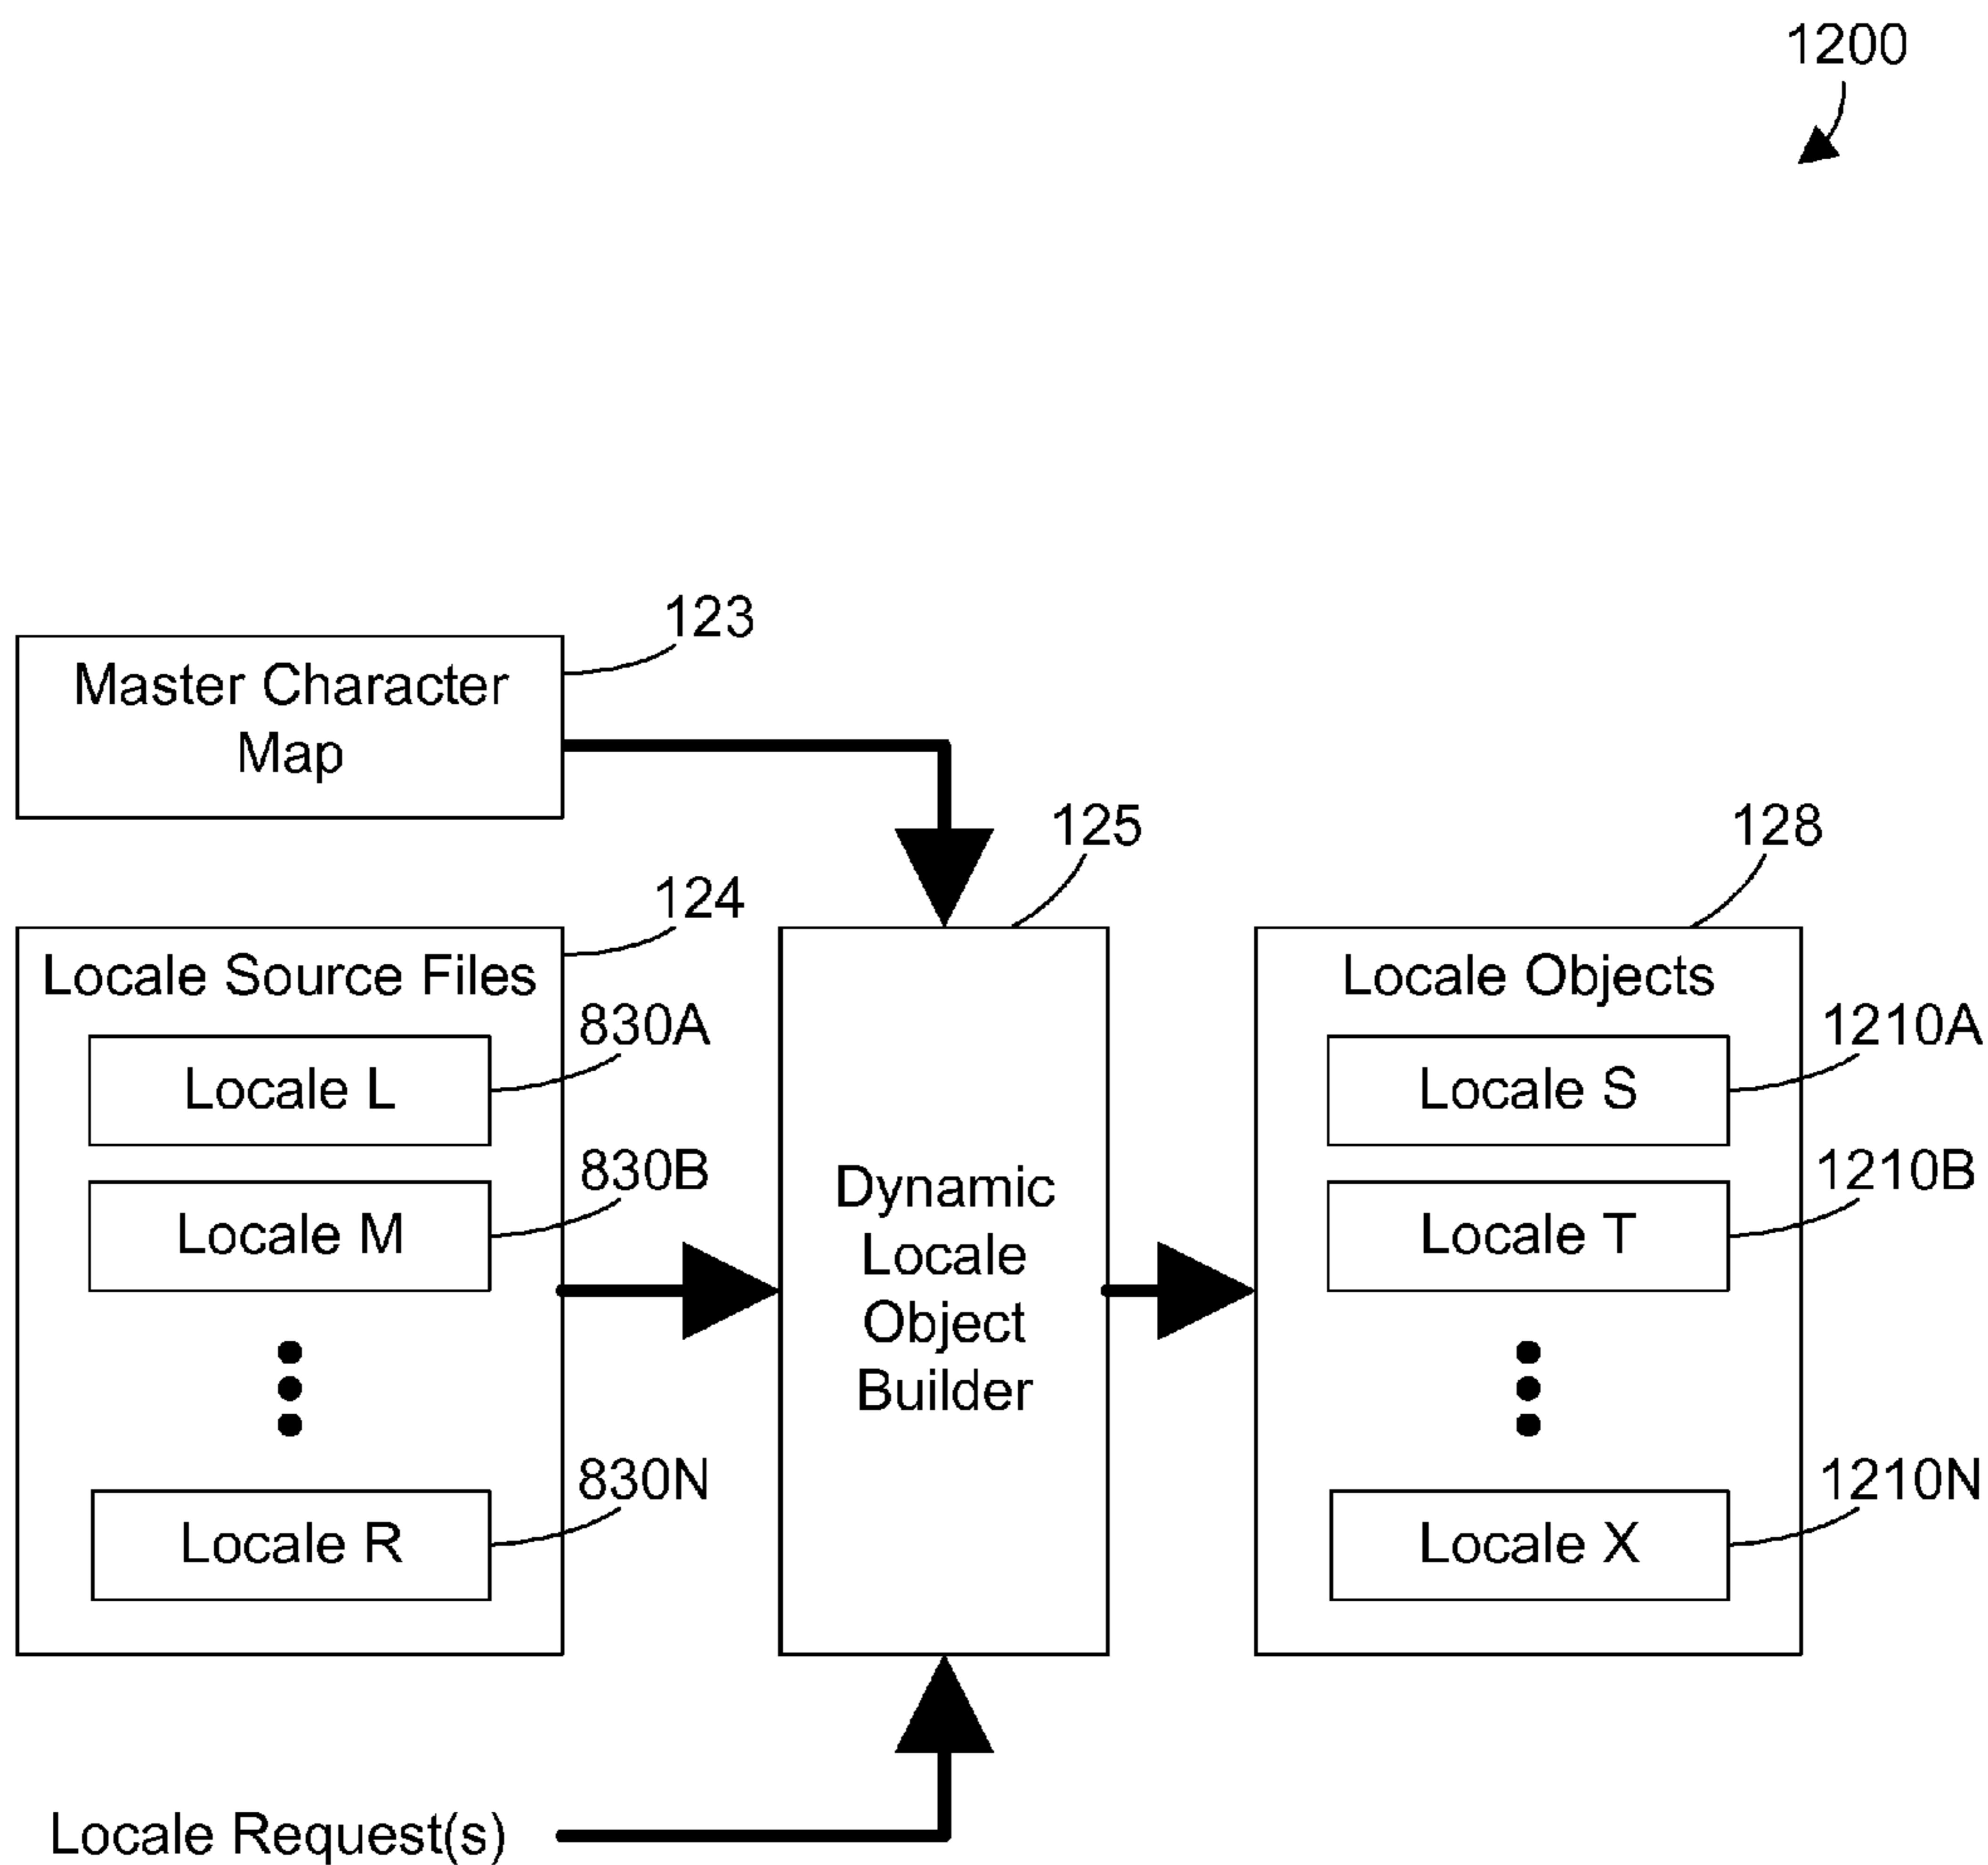 1200
123
Master Character
Map
125
128
124
Locale Source Files
830A
Locale L
830B
Locale M
830N
Locale R
Dynamic
Locale
Object
Builder
Locale Objects
1210A
Locale S
1210B
Locale T
1210N
Locale X
Locale Request(s)